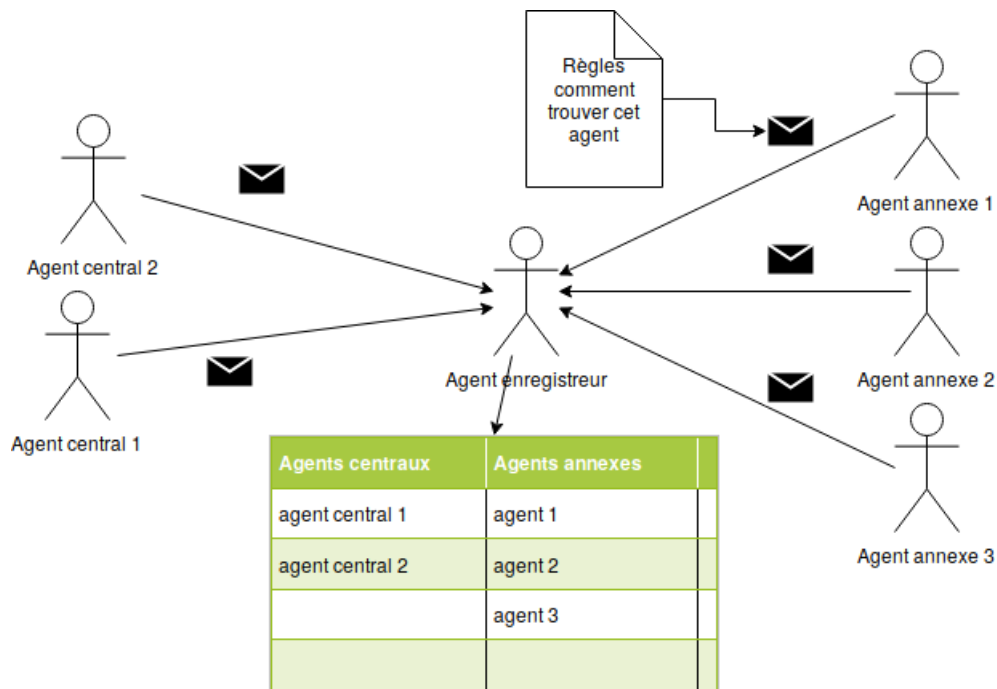 Règles
comment
trouver cet
agent
Agent annexe 1
Agent central 2
Agent enregistreur
Agent annexe 2
Agent central 1
Agents centraux
Agents annexes
agent central 1
agent 1
agent central 2
agent 2
agent 3
Agent annexe 3